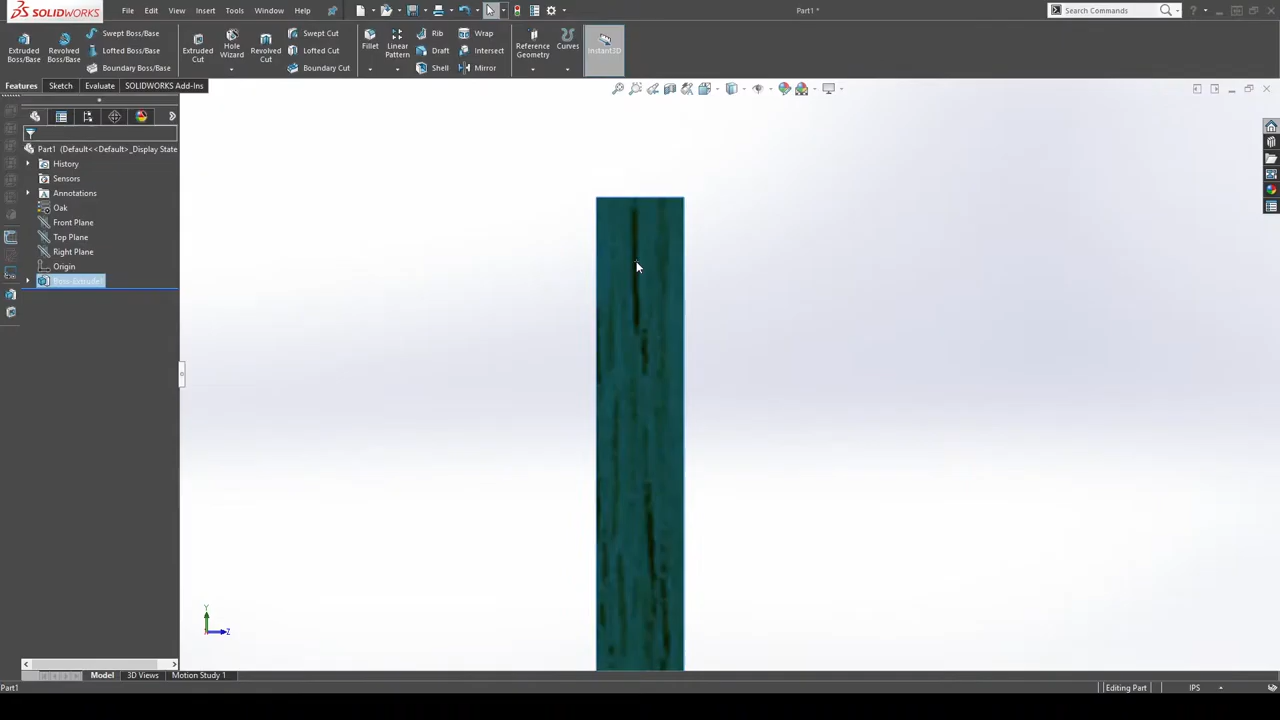 SOLIDWORKS File Edit View Insert Tools Window Help Part1 * Search Commands ?
Extruded Boss/Base Revolved Boss/Base Swept Boss/Base Lofted Boss/Base Boundary Boss/Base Extruded Cut Hole Wizard Revolved Cut Swept Cut Lofted Cut Boundary Cut Fillet Linear Pattern Rib Draft Shell Wrap Intersect Mirror Reference Geometry Curves Instant3D
Features Sketch Evaluate SOLIDWORKS Add-Ins
Part1 (Default<<Default>_Display State
History
Sensors
Annotations
Oak
Front Plane
Top Plane
Right Plane
Origin
Y
Z
Model 3D Views Motion Study 1
Part1 Editing Part IPS